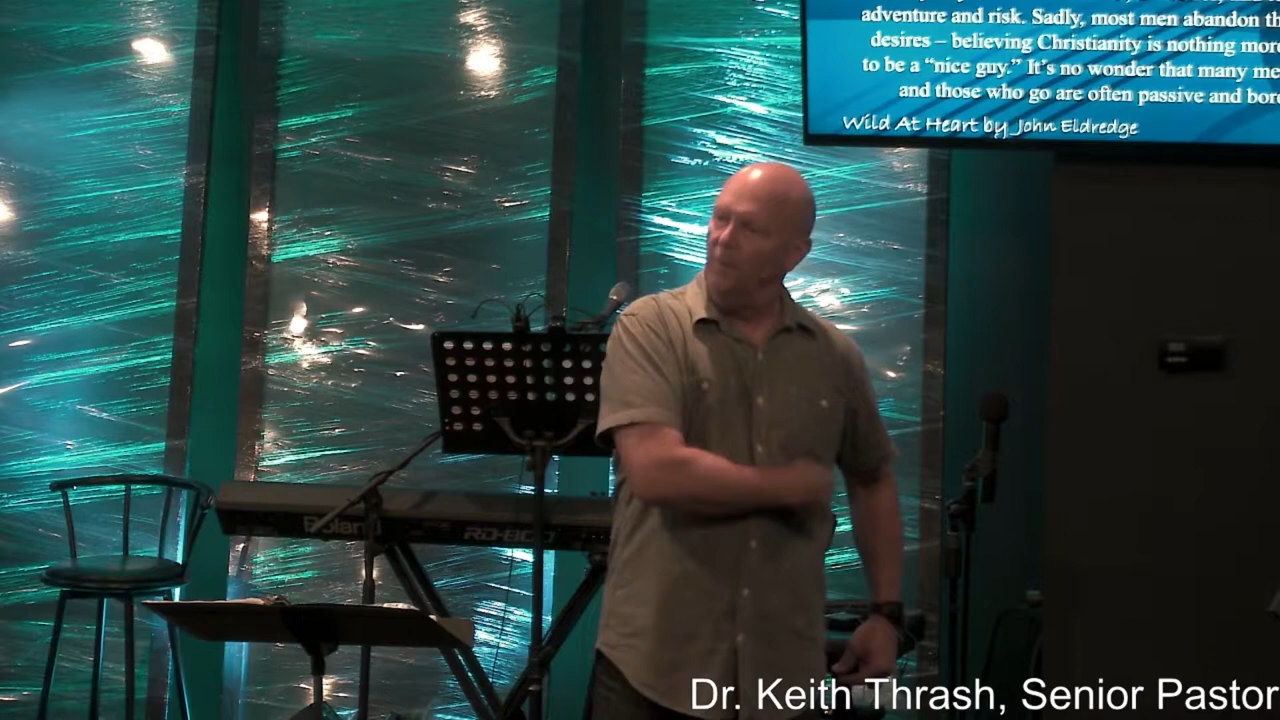 adventure and risk. Sadly, most men abandon th
desires – believing Christianity is nothing mor
to be a “nice guy.” It’s no wonder that many me
and those who go are often passive and bor
Wild At Heart by John Eldredge
Roland
RD-800
Dr. Keith Thrash, Senior Pastor